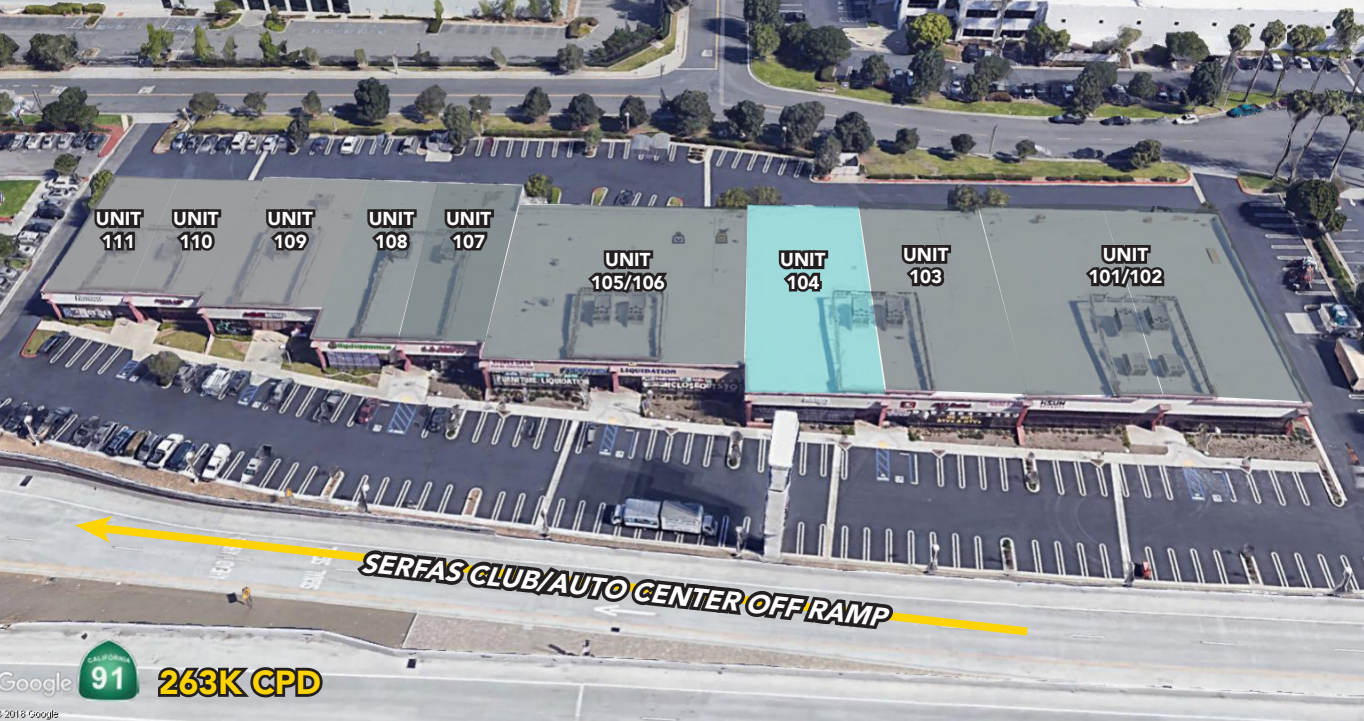 UNIT
111
UNIT
110
UNIT
109
UNIT
108
UNIT
107
UNIT
105/106
UNIT
104
UNIT
103
UNIT
101/102
FURNITURE LIQUIDATION
LIQUIDATION
SERFAS CLUB/AUTO CENTER OFF RAMP
CALIFORNIA
91
263K CPD
Google
2018 Google